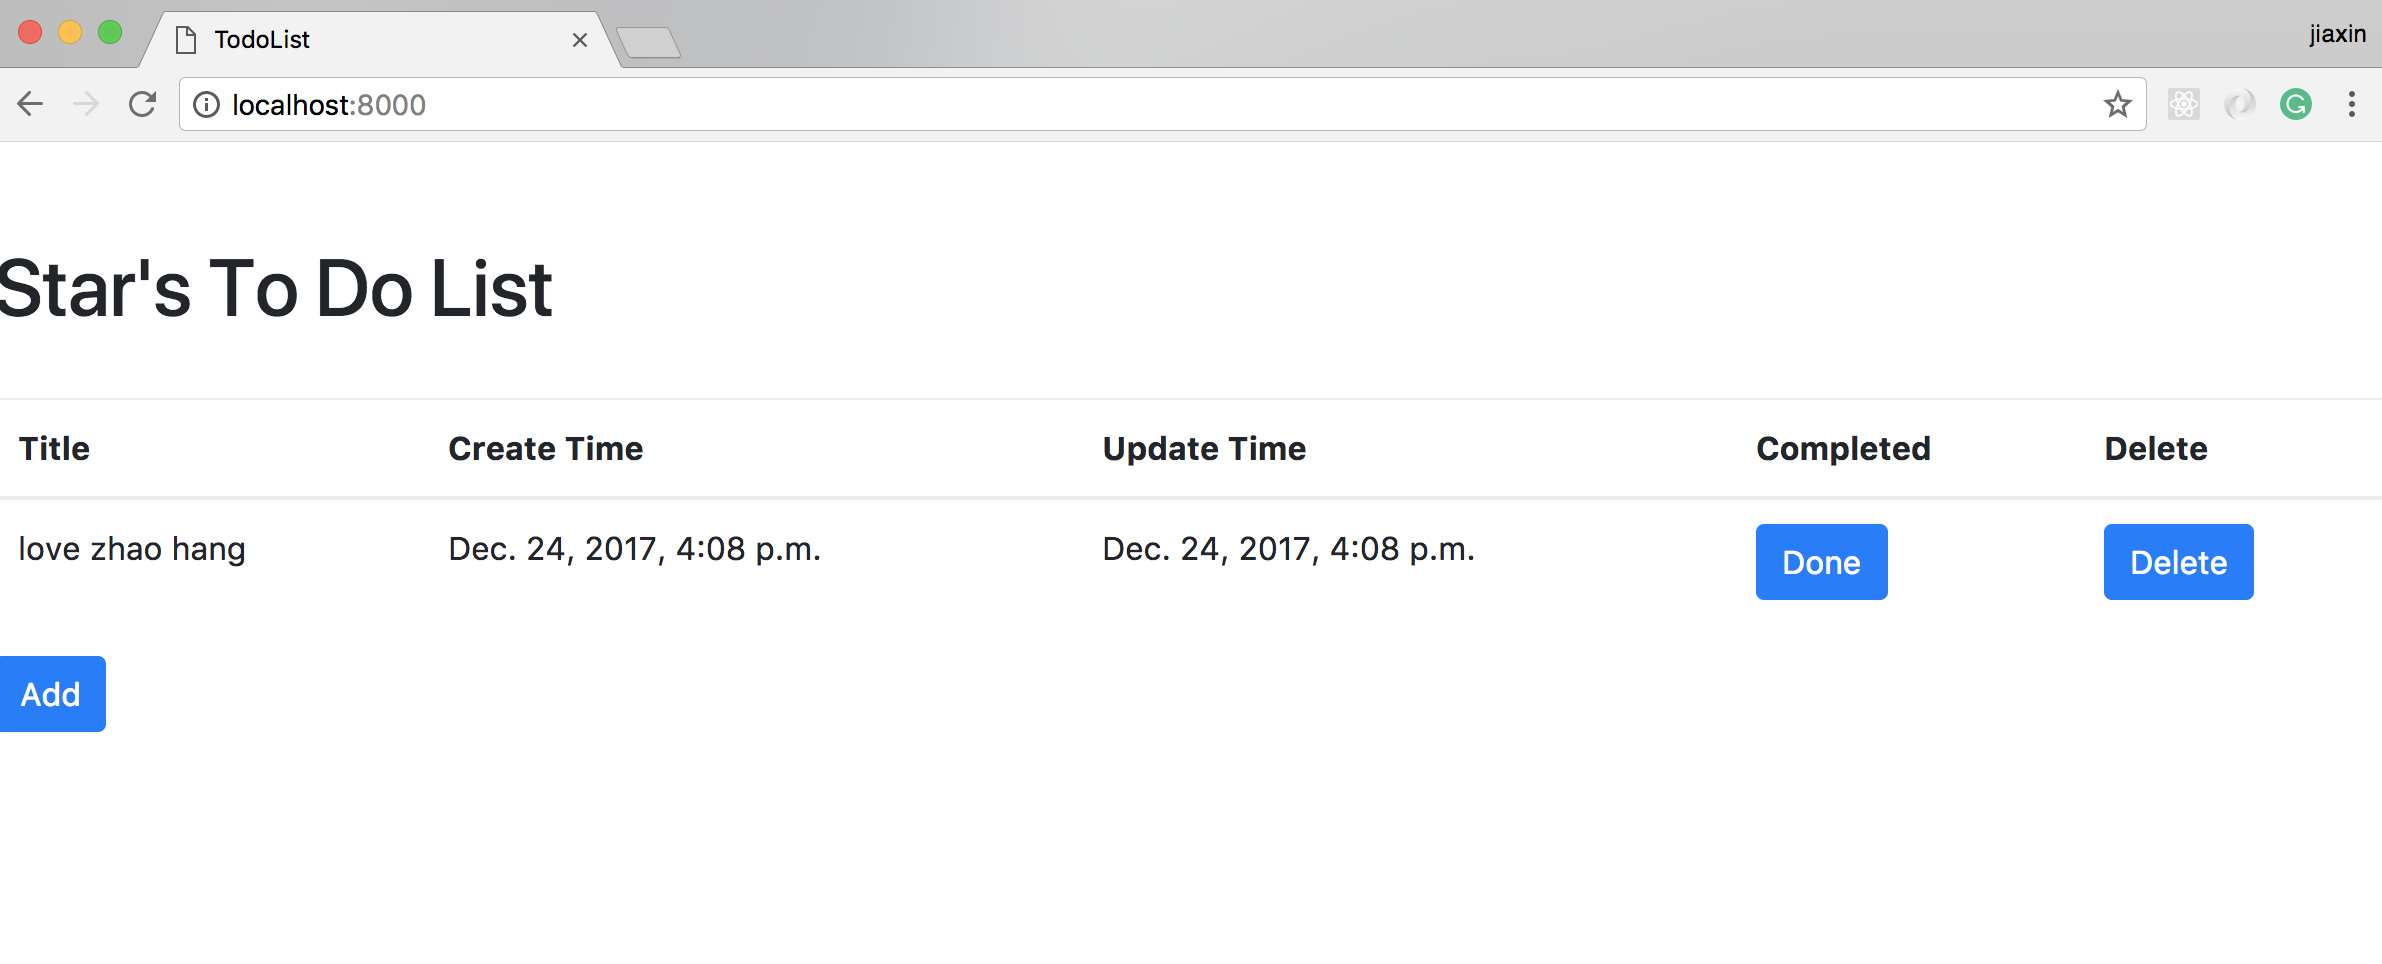 TodoList
jiaxin
localhost:8000
Star's To Do List
Title Create Time Update Time Completed Delete
love zhao hang Dec. 24, 2017, 4:08 p.m. Dec. 24, 2017, 4:08 p.m. Done Delete
Add